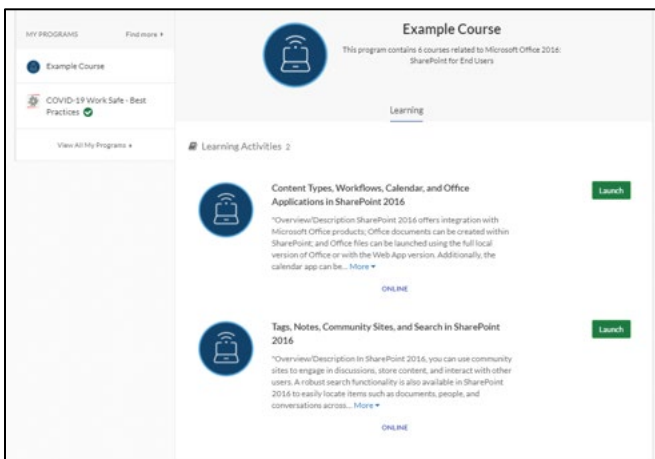 MY PROGRAMS
Find more
Example Course
COVID-19 Work Safe - Best
Practices
View All My Programs
Example Course
This program contains 6 courses related to Microsoft Office 2016:
SharePoint for End Users
Learning
Learning Activities 2
Content Types, Workflows, Calendar, and Office
Applications in SharePoint 2016
Launch
"Overview/Description SharePoint 2016 offers integration with
Microsoft Office products; Office documents can be created within
SharePoint; and Office files can be launched using the full local
version of Office or with the Web App version. Additionally, the
calendar app can be... More
ONLINE
Tags, Notes, Community Sites, and Search in SharePoint
2016
Launch
"Overview/Description In SharePoint 2016, you can use community
sites to engage in discussions, store content, and interact with other
users. A robust search functionality is also available in SharePoint
2016 to easily locate items such as documents, people, and
conversations across... More
ONLINE